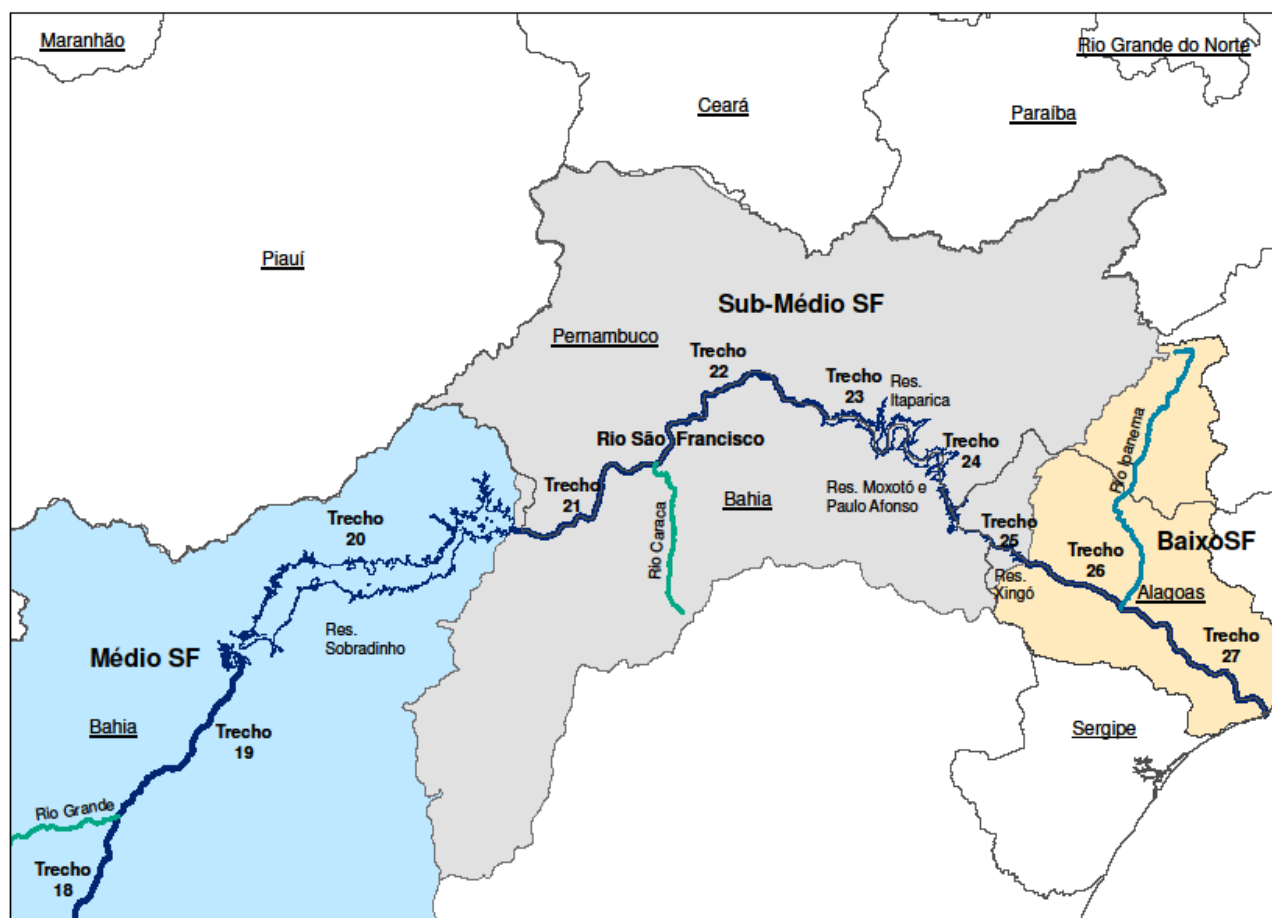 Maranhão
Rio Grande do Norte
Ceará
Paraíba
Piauí
Sub-Médio SF
Pernambuco
Trecho
22
Trecho
23
Res.
Itaparica
Rio São Francisco
Trecho
24
Trecho
21
Bahia
Res. Moxotó e
Paulo Afonso
Rio Ipanema
Trecho
20
Rio Caraca
Trecho
25
BaixoSF
Trecho
26
Res.
Xingó
Alagoas
Res.
Sobradinho
Médio SF
Trecho
27
Bahia
Trecho
19
Sergipe
Rio Grande
Trecho
18